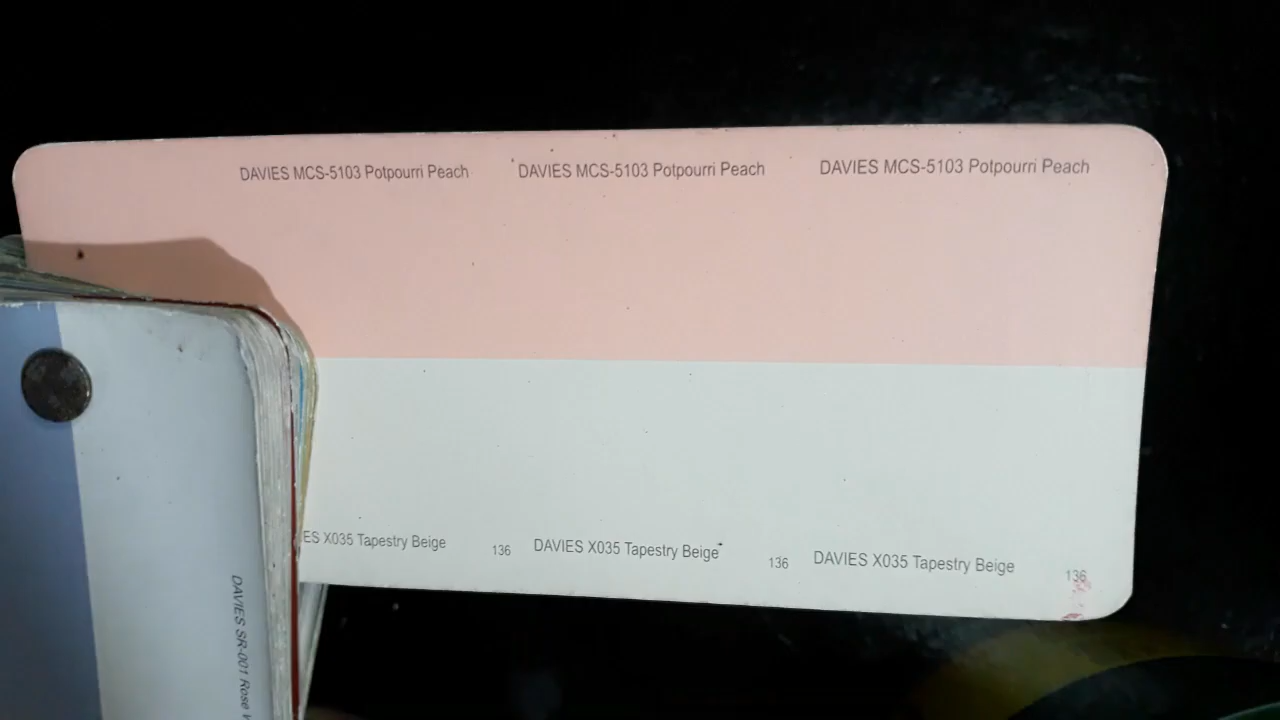 DAVIES MCS-5103 Potpourri Peach DAVIES MCS-5103 Potpourri Peach DAVIES MCS-5103 Potpourri Peach
ES X035 Tapestry Beige 136 DAVIES X035 Tapestry Beige 136 DAVIES X035 Tapestry Beige 136
DAVIES SR-001 Rose